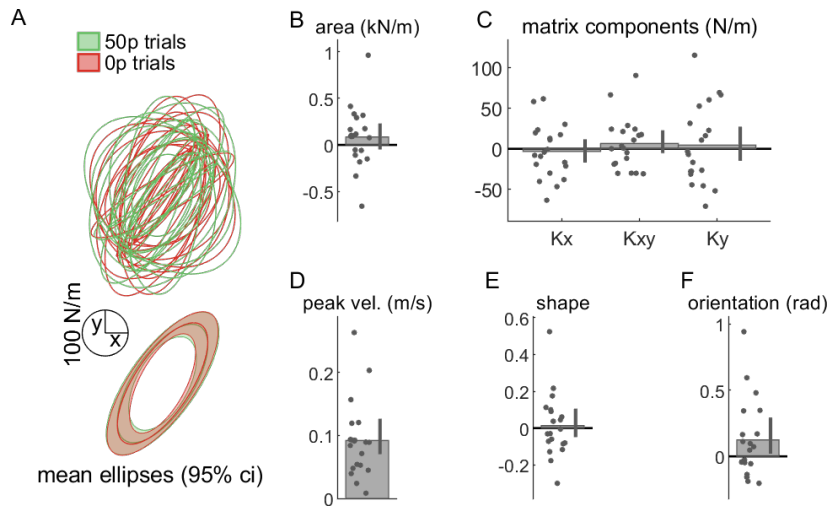 A
50p trials
0p trials
100 N/m
y
x
mean ellipses (95% ci)
B
area (kN/m)
1
0.5
0
-0.5
C
matrix components (N/m)
100
50
0
-50
Kx
Kxy
Ky
D
peak vel. (m/s)
0.2
0.1
0
E
shape
0.6
0.4
0.2
0
-0.2
F
orientation (rad)
1
0.5
0